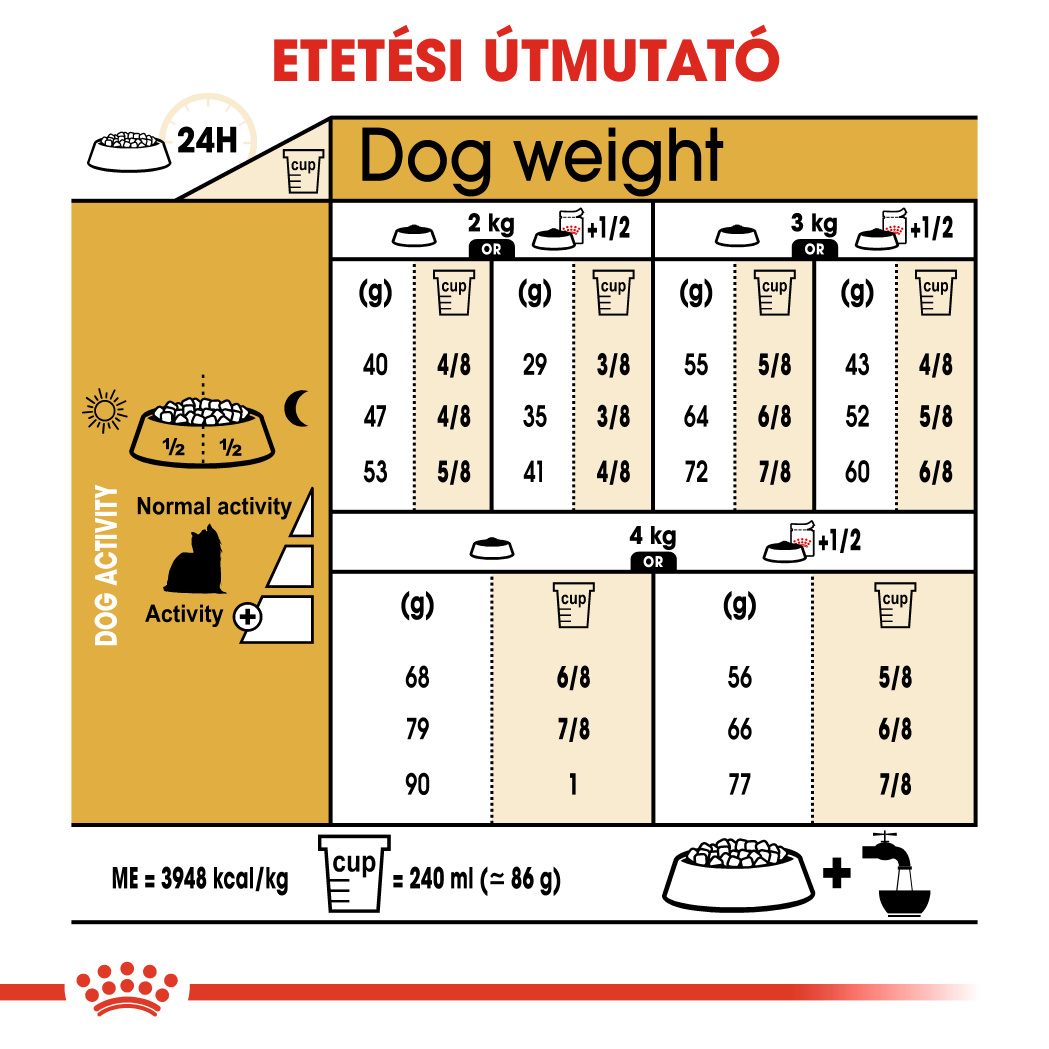 ETETÉSI ÚTMUTATÓ
24H
cup
Dog weight
2 kg +1/2 3 kg +1/2
OR OR
(g) cup (g) cup (g) cup (g) cup
40 4/8 29 3/8 55 5/8 43 4/8
47 4/8 35 3/8 64 6/8 52 5/8
53 5/8 41 4/8 72 7/8 60 6/8
½ ½
DOG ACTIVITY
Normal activity
Activity +
4 kg +1/2
OR
(g) cup (g) cup
68 6/8 56 5/8
79 7/8 66 6/8
90 1 77 7/8
ME = 3948 kcal/kg cup = 240 ml (≃ 86 g) +